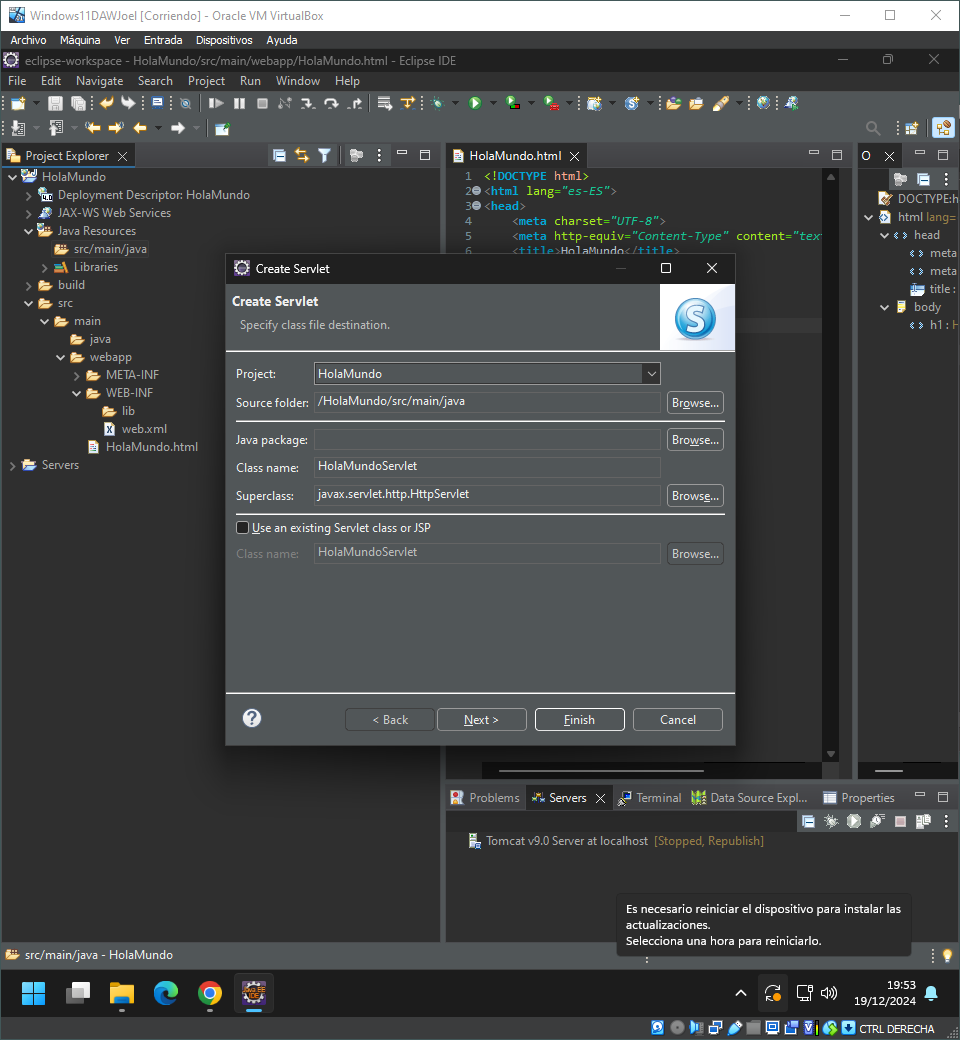 Windows11DAWJoel [Corriendo] - Oracle VM VirtualBox
Archivo Máquina Ver Entrada Dispositivos Ayuda
eclipse-workspace - HolaMundo/src/main/webapp/HolaMundo.html - Eclipse IDE
File Edit Navigate Search Project Run Window Help
Project Explorer
HolaMundo
Deployment Descriptor: HolaMundo
JAX-WS Web Services
Java Resources
src/main/java
Libraries
build
src
main
java
webapp
META-INF
WEB-INF
lib
web.xml
HolaMundo.html
Servers
HolaMundo.html
1 <!DOCTYPE html>
2 <html lang="es-ES">
3 <head>
4 <meta charset="UTF-8">
5 <meta http-equiv="Content-Type" content="text
6 <title>HolaMundo</title>
O
DOCTYPE:h
html lang=
head
meta
meta
title :
body
h1 : H
Create Servlet
Create Servlet
Specify class file destination.
S
Project: HolaMundo
Source folder: /HolaMundo/src/main/java Browse...
Java package: Browse...
Class name: HolaMundoServlet
Superclass: javax.servlet.http.HttpServlet Browse...
Use an existing Servlet class or JSP
Class name: HolaMundoServlet Browse...
? < Back Next > Finish Cancel
Problems Servers Terminal Data Source Expl... Properties
Tomcat v9.0 Server at localhost [Stopped, Republish]
Es necesario reiniciar el dispositivo para instalar las
actualizaciones.
Selecciona una hora para reiniciarlo.
src/main/java - HolaMundo
19:53
19/12/2024
CTRL DERECHA